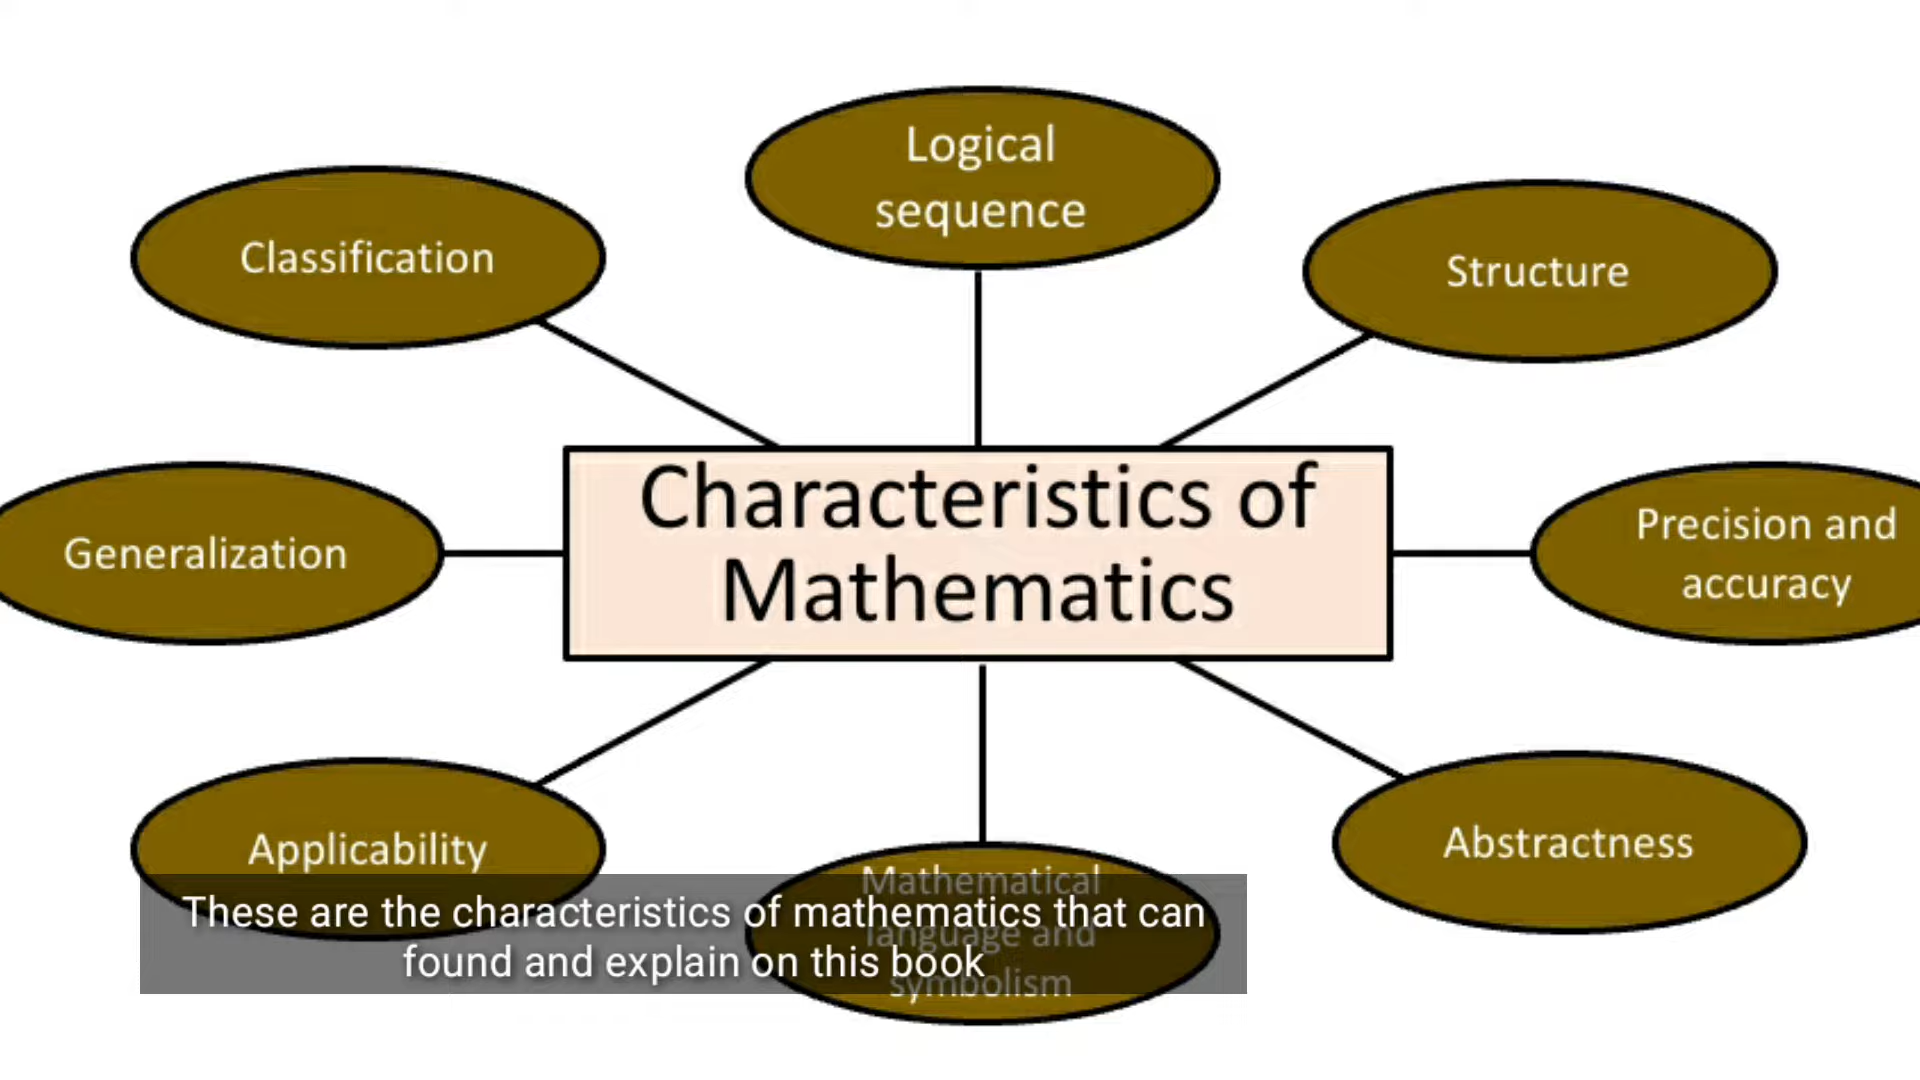 Logical
sequence
Classification
Structure
Characteristics of
Mathematics
Generalization
Precision and
accuracy
Applicability
Abstractness
Mathematical
language and
symbolism
These are the characteristics of mathematics that can
found and explain on this book